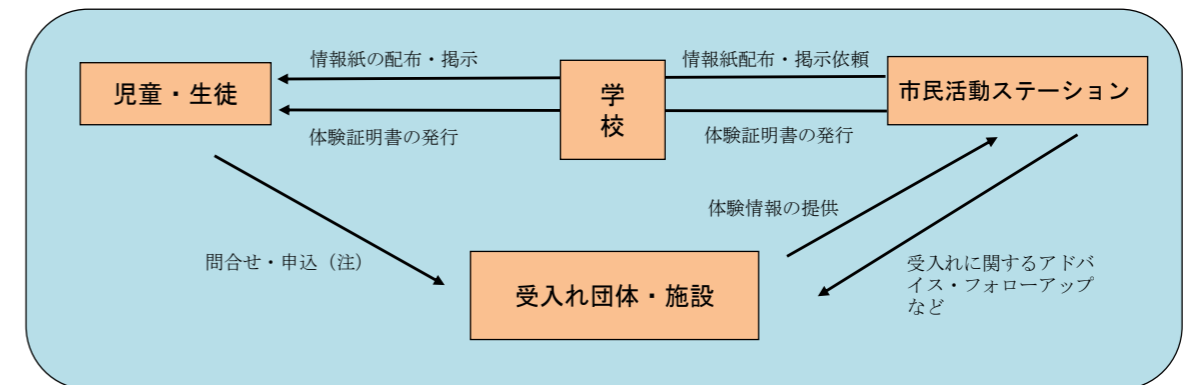 情報紙の配布・掲示
情報紙配布・掲示依頼
児童・生徒
学
校
市民活動ステーション
体験証明書の発行
体験証明書の発行
体験情報の提供
問合せ・申込（注）
受入れ団体・施設
受入れに関するアドバ
イス・フォローアップ
など